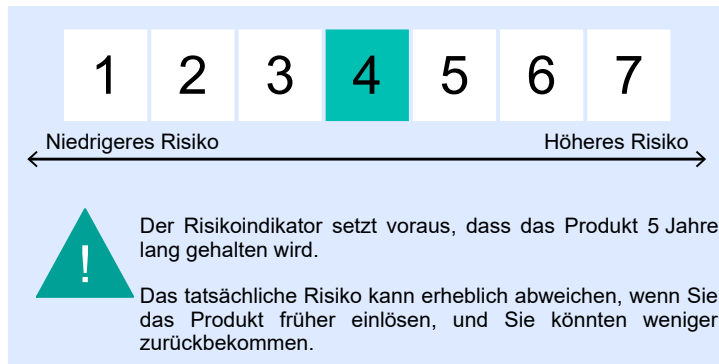 1 2 3 4 5 6 7
Niedrigeres Risiko Höheres Risiko
!
Der Risikoindikator setzt voraus, dass das Produkt 5 Jahre
lang gehalten wird.
Das tatsächliche Risiko kann erheblich abweichen, wenn Sie
das Produkt früher einlösen, und Sie könnten weniger
zurückbekommen.